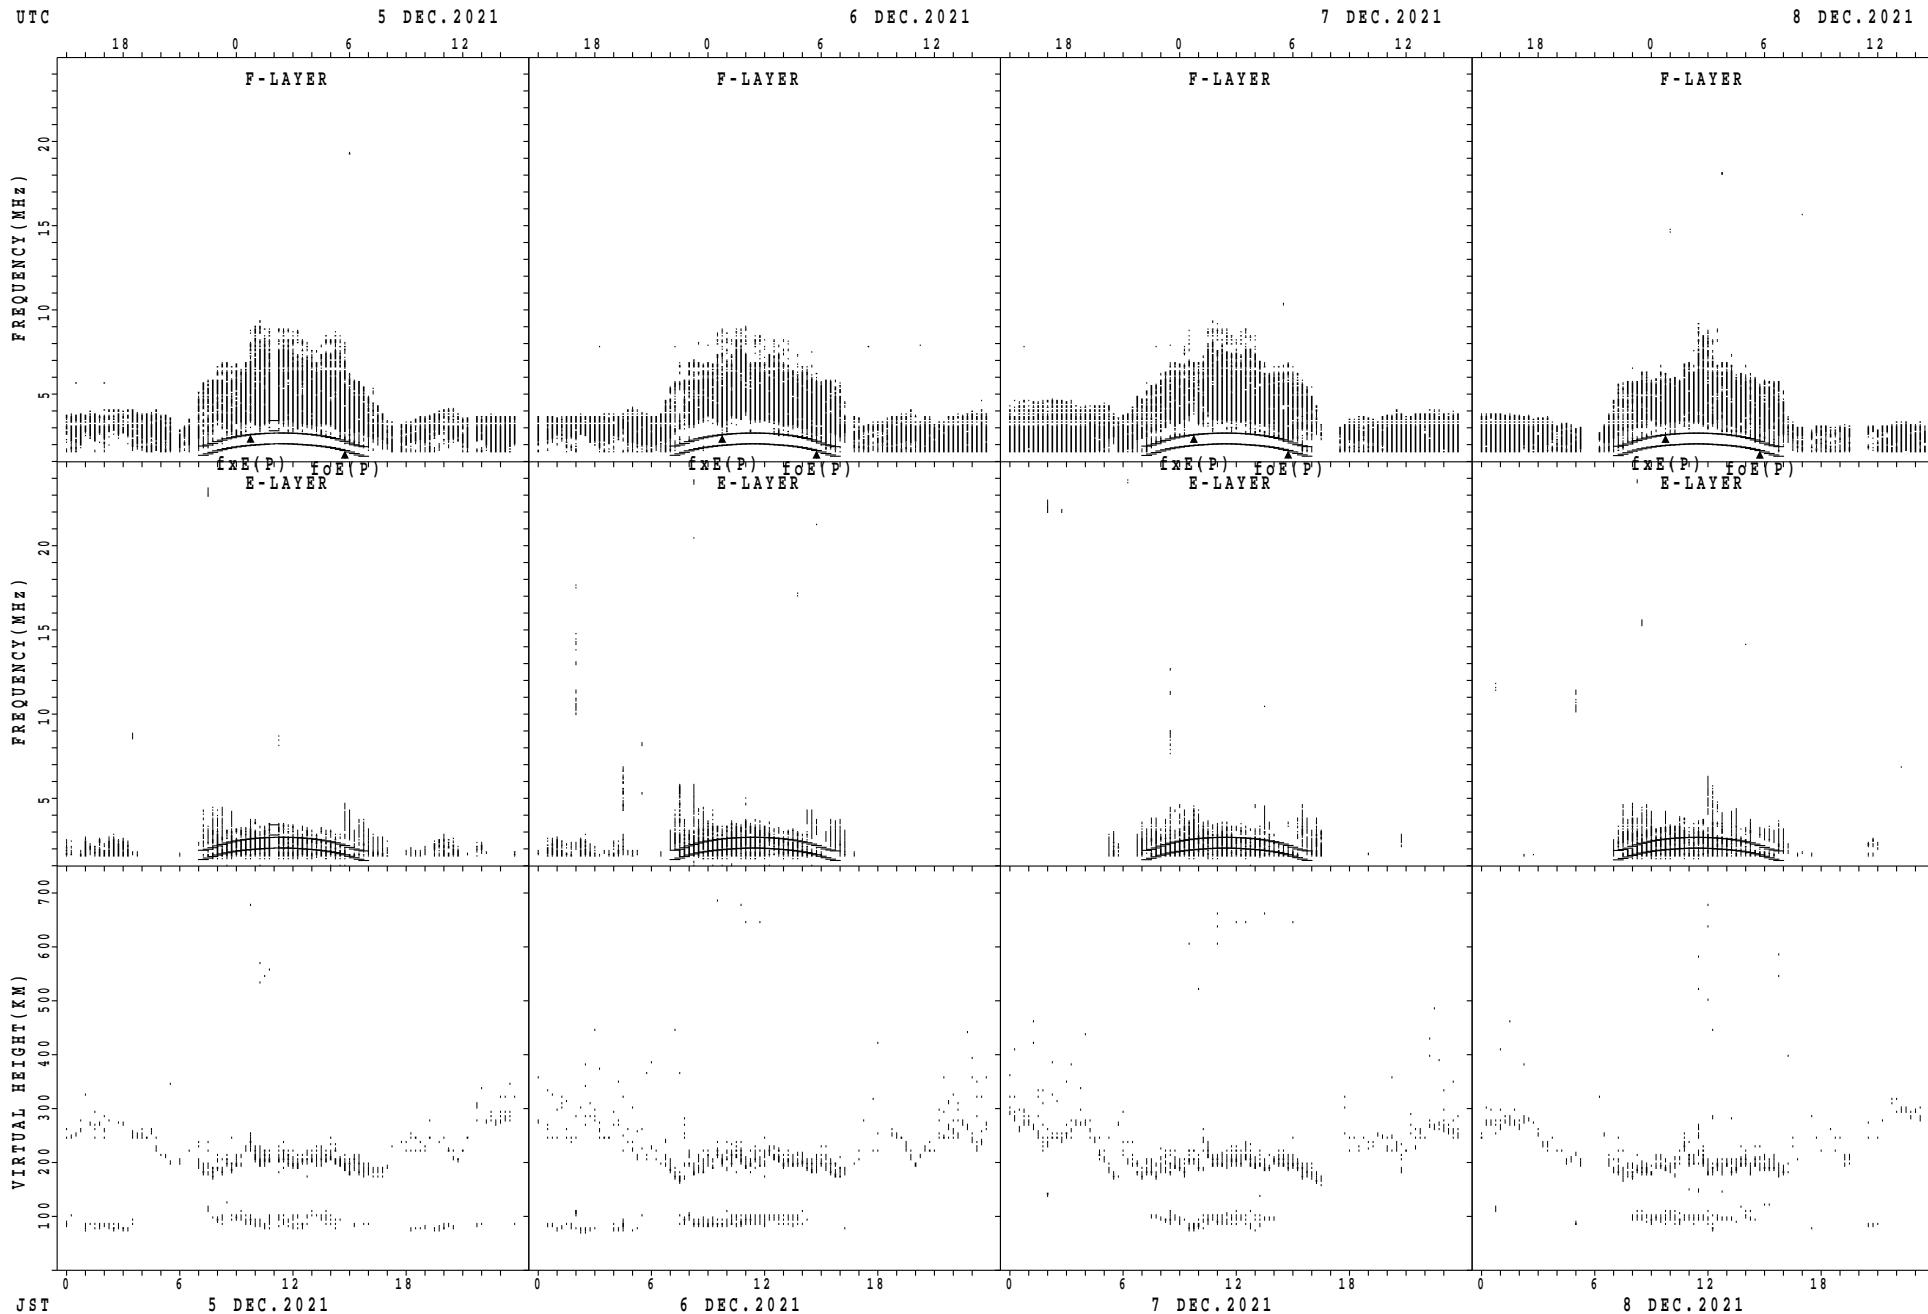 UTC 5 DEC.2021 6 DEC.2021 7 DEC.2021 8 DEC.2021
18 0 6 12 18 0 6 12 18 0 6 12 18 0 6 12
F-LAYER F-LAYER F-LAYER F-LAYER
FREQUENCY(MHz)
20
15
10
5
fxE(P) foE(P) fxE(P) foE(P) fxE(P) foE(P) fxE(P) foE(P)
E-LAYER E-LAYER E-LAYER E-LAYER
FREQUENCY(MHz)
20
15
10
5
VIRTUAL HEIGHT(KM)
700
600
500
400
300
200
100
0 6 12 18 0 6 12 18 0 6 12 18 0 6 12 18
JST 5 DEC.2021 6 DEC.2021 7 DEC.2021 8 DEC.2021